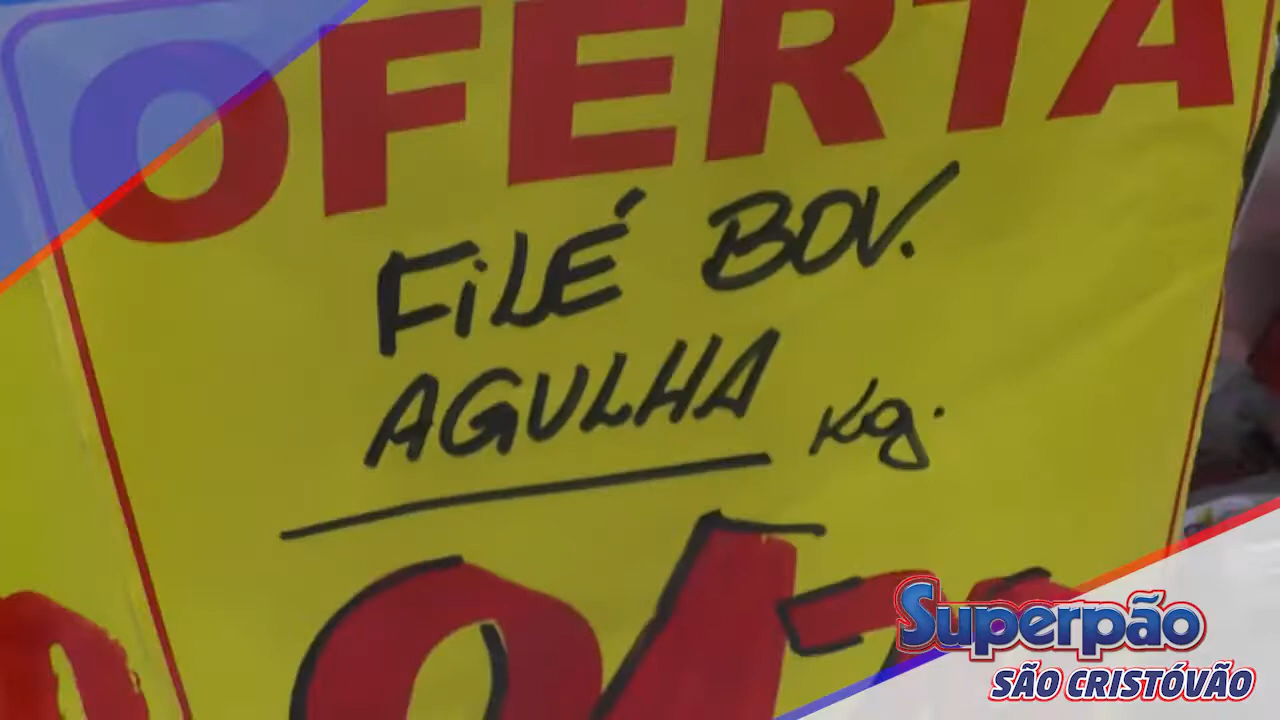 OFERTA
FILÉ BOV.
AGULHA Kg.
Superpão
SÃO CRISTÓVÃO